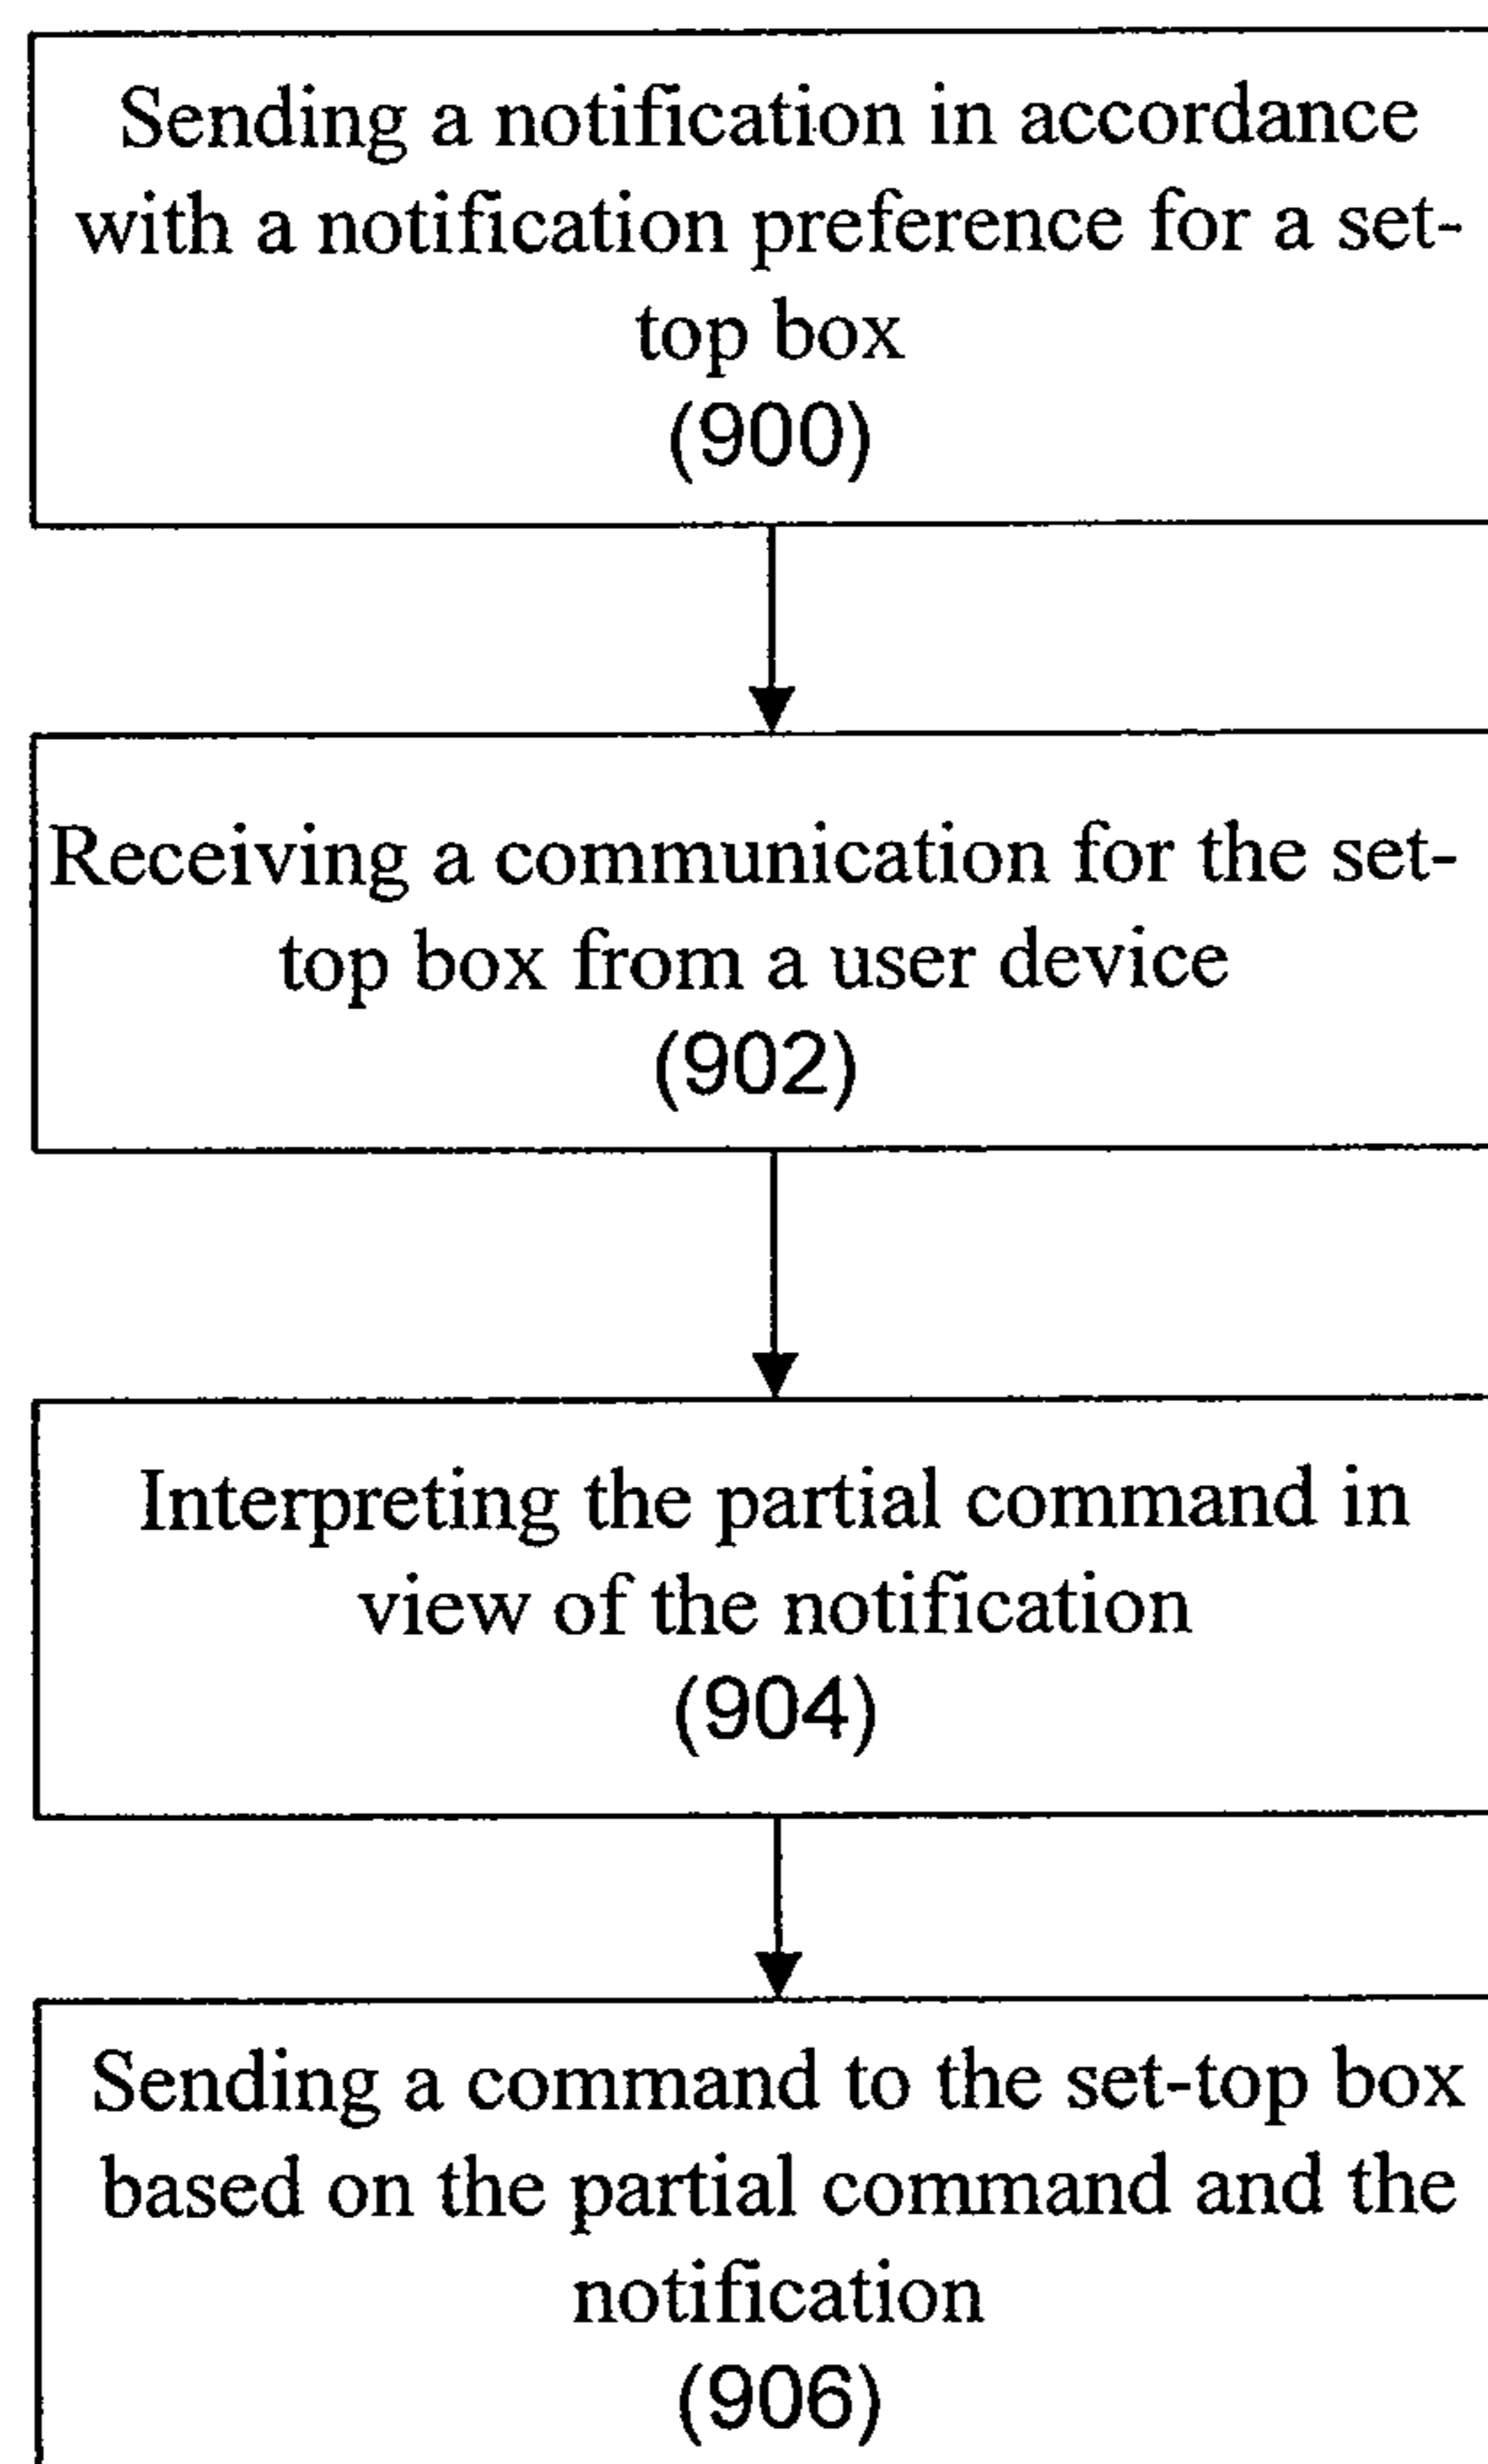 Sending a notification in accordance
with a notification preference for a set-
top box
(900)
Receiving a communication for the set-
top box from a user device
(902)
Interpreting the partial command in
view of the notification
(904)
Sending a command to the set-top box
based on the partial command and the
notification
(906)